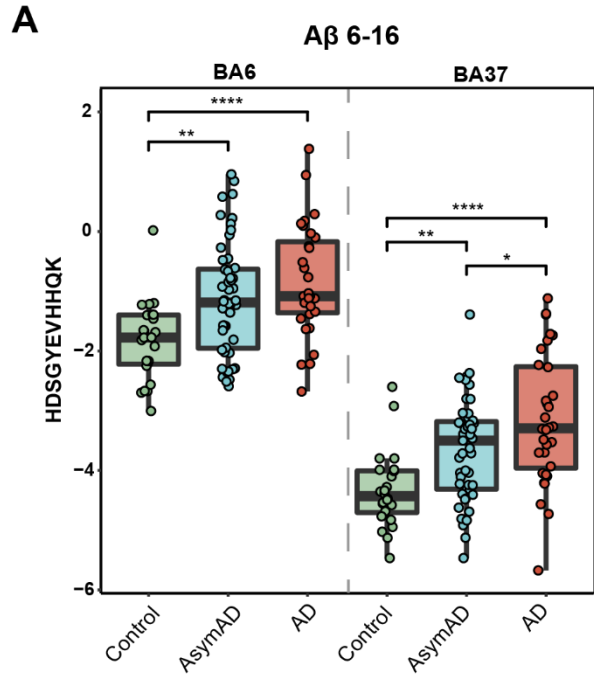 A
Aβ 6-16
BA6 BA37
HDSGYEVHHQK
2
0
−2
−4
−6
****
**
****
**
*
Control AsymAD AD Control AsymAD AD